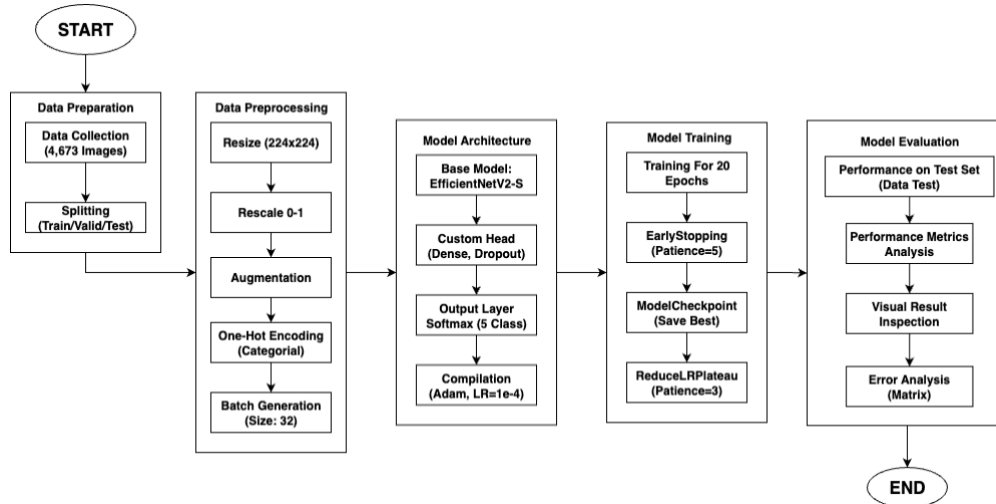 START
Data Preparation
Data Collection
(4,673 Images)
Splitting
(Train/Valid/Test)
Data Preprocessing
Resize (224x224)
Rescale 0-1
Augmentation
One-Hot Encoding
(Categorial)
Batch Generation
(Size: 32)
Model Architecture
Base Model:
EfficientNetV2-S
Custom Head
(Dense, Dropout)
Output Layer
Softmax (5 Class)
Compilation
(Adam, LR=1e-4)
Model Training
Training For 20
Epochs
EarlyStopping
(Patience=5)
ModelCheckpoint
(Save Best)
ReduceLRPlateau
(Patience=3)
Model Evaluation
Performance on Test Set
(Data Test)
Performance Metrics
Analysis
Visual Result
Inspection
Error Analysis
(Matrix)
END